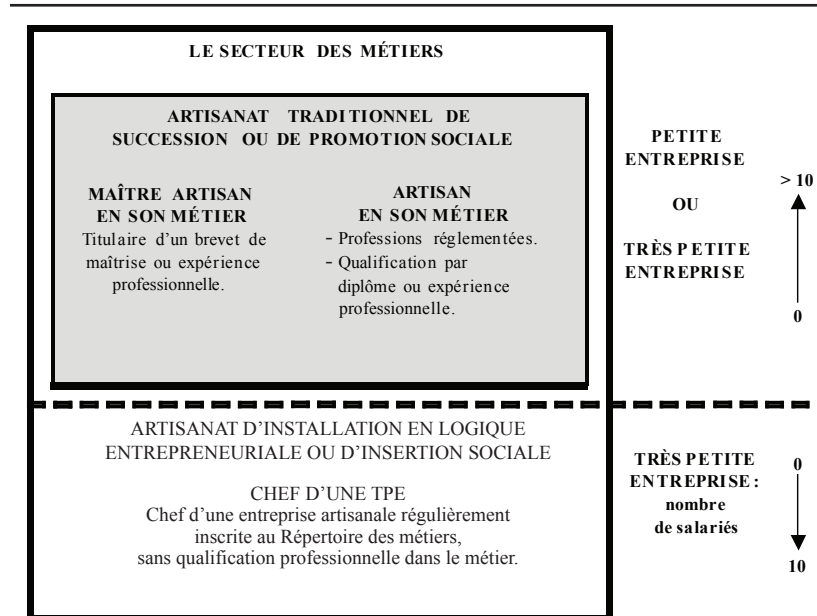 LE SECTEUR DES MÉTIERS
ARTISANAT TRADITIONNEL DE
SUCCESSION OU DE PROMOTION SOCIALE
MAÎTRE ARTISAN
EN SON MÉTIER
Titulaire d'un brevet de
maîtrise ou expérience
professionnelle.
ARTISAN
EN SON MÉTIER
- Professions réglementées.
- Qualification par
diplôme ou expérience
professionnelle.
PETITE
ENTREPRISE
OU
TRÈS PETITE
ENTREPRISE
> 10
0
ARTISANAT D'INSTALLATION EN LOGIQUE
ENTREPRENEURIALE OU D'INSERTION SOCIALE
CHEF D'UNE TPE
Chef d'une entreprise artisanale régulièrement
inscrite au Répertoire des métiers,
sans qualification professionnelle dans le métier.
TRÈS PETITE
ENTREPRISE :
nombre
de salariés
0
10